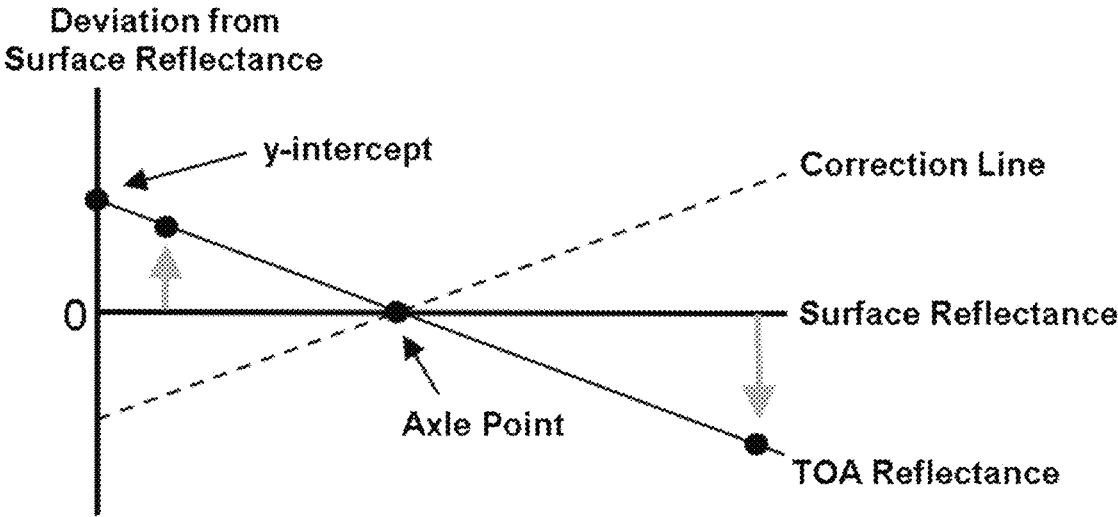 Deviation from
Surface Reflectance
y-intercept
Correction Line
0
Surface Reflectance
Axle Point
TOA Reflectance